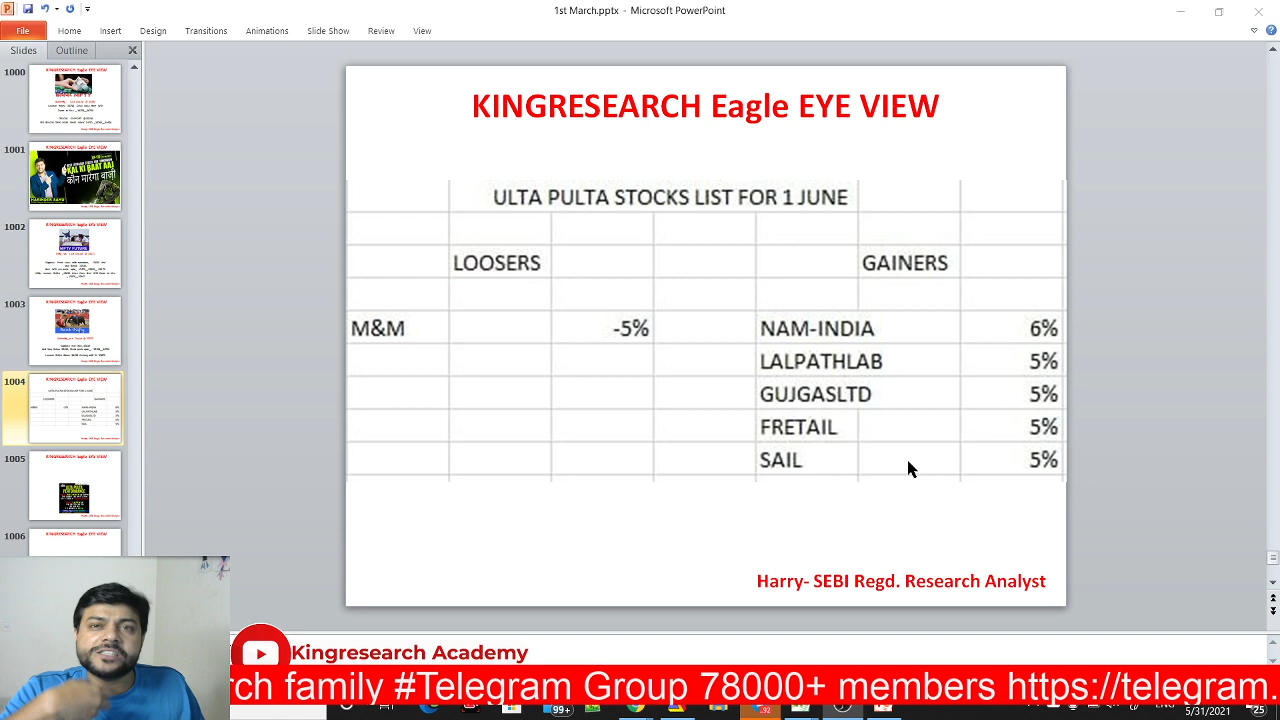 1st March.pptx - Microsoft PowerPoint
File Home Insert Design Transitions Animations Slide Show Review View
Slides Outline
1000
1001
1002
1003
1004
1005
1006
KINGRESEARCH Eagle EYE VIEW
ULTA PULTA STOCKS LIST FOR 1 JUNE
LOOSERS GAINERS
M&M -5% NAM-INDIA 6%
LALPATHLAB 5%
GUJGASLTD 5%
FRETAIL 5%
SAIL 5%
Harry- SEBI Regd. Research Analyst
Kingresearch Academy
rch family #Telegram Group 78000+ members https://telegram.
99+
5/31/2021
25